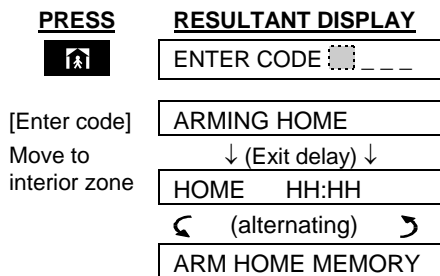 PRESS RESULTANT DISPLAY
ENTER CODE _ _ _
[Enter code] ARMING HOME
Move to interior zone
↓ (Exit delay) ↓
HOME HH:HH
(alternating)
ARM HOME MEMORY